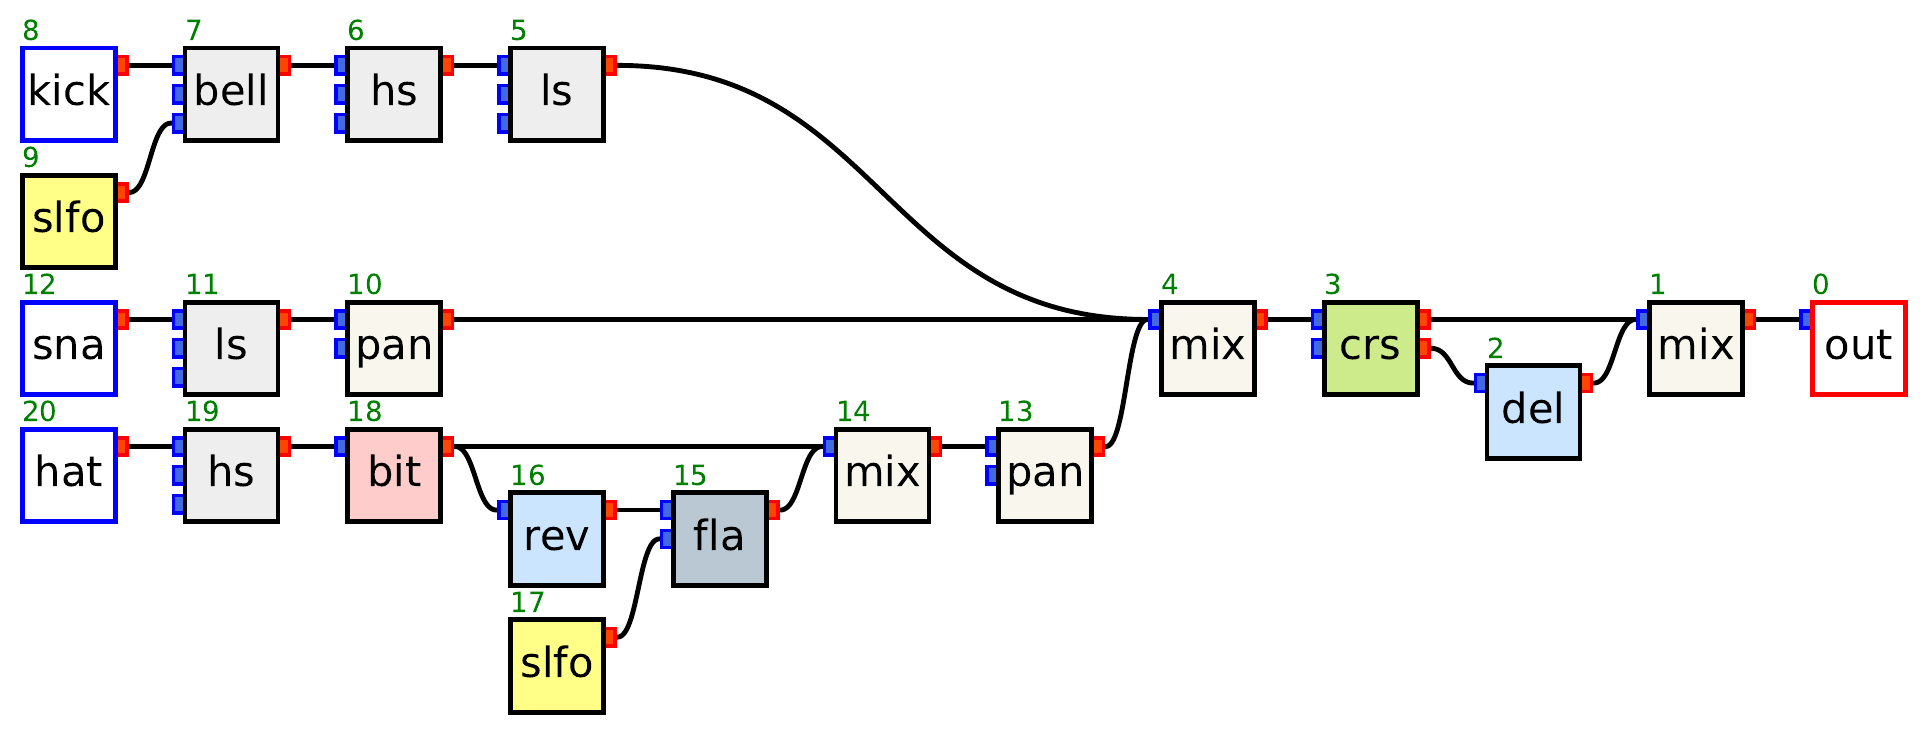 8 7 6 5
kick bell hs ls
9
slfo
12 11 10 4 3 1 0
sna ls pan mix crs mix out
2
del
20 19 18 14 13
hat hs bit mix pan
16 15
rev fla
17
slfo